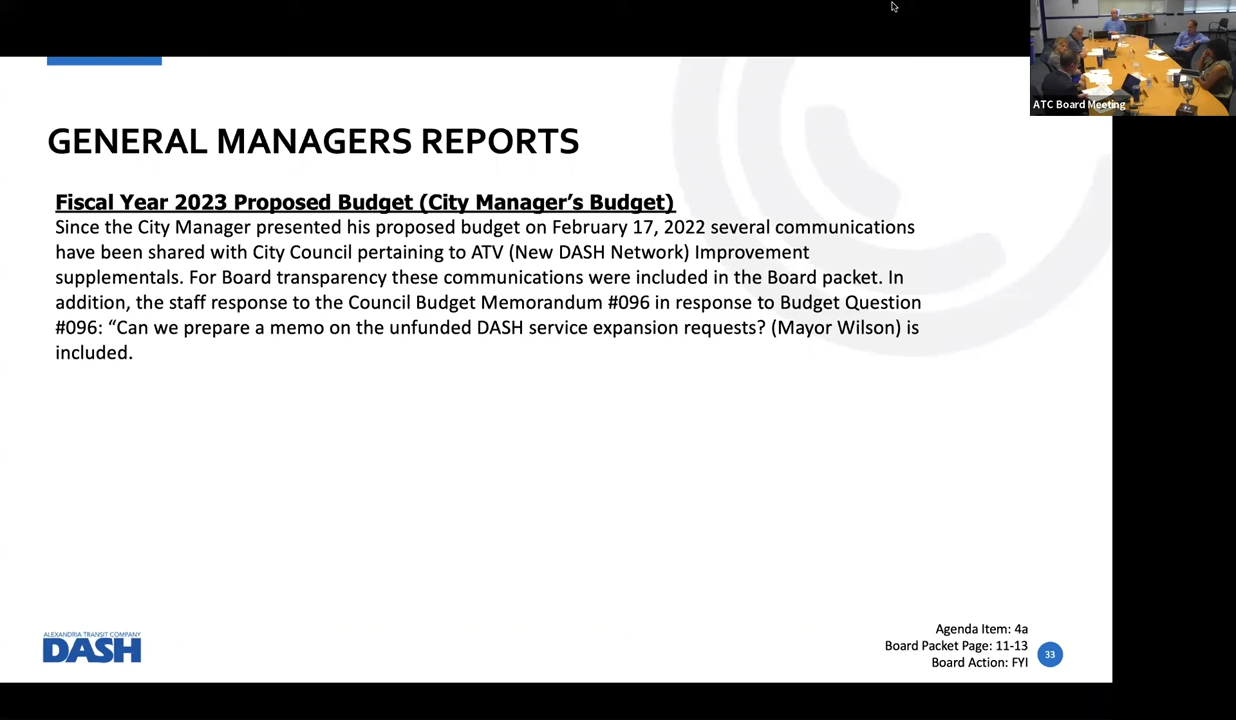 ATC Board Meeting
GENERAL MANAGERS REPORTS
Fiscal Year 2023 Proposed Budget (City Manager’s Budget)
Since the City Manager presented his proposed budget on February 17, 2022 several communications
have been shared with City Council pertaining to ATV (New DASH Network) Improvement
supplementals. For Board transparency these communications were included in the Board packet. In
addition, the staff response to the Council Budget Memorandum #096 in response to Budget Question
#096: “Can we prepare a memo on the unfunded DASH service expansion requests? (Mayor Wilson) is
included.
ALEXANDRIA TRANSIT COMPANY
DASH
Agenda Item: 4a
Board Packet Page: 11-13
Board Action: FYI
33